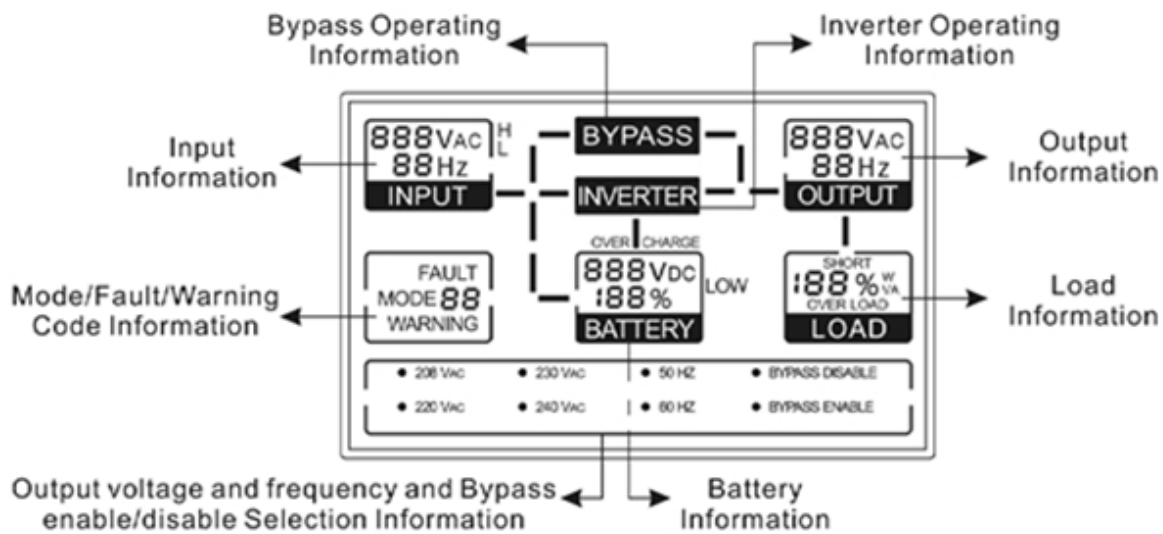 Bypass Operating
Information
Inverter Operating
Information
Input
Information
888VAC H
L
88Hz
INPUT
BYPASS
INVERTER
888VAC
88Hz
OUTPUT
Output
Information
Mode/Fault/Warning
Code Information
FAULT
MODE 88
WARNING
OVER CHARGE
888VDC
188%
LOW
BATTERY
SHORT
188% W
VA
OVER LOAD
LOAD
Load
Information
• 208 VAC • 230 VAC • 50 HZ • BYPASS DISABLE
• 220 VAC • 240 VAC • 60 HZ • BYPASS ENABLE
Output voltage and frequency and Bypass
enable/disable Selection Information
Battery
Information